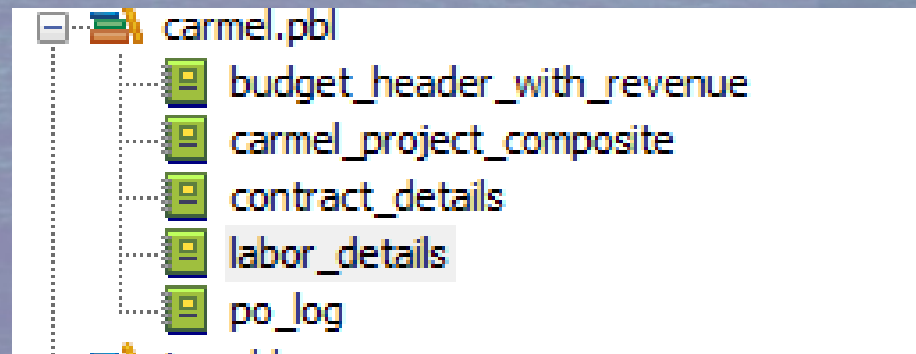 carmel.pbl
budget_header_with_revenue
carmel_project_composite
contract_details
labor_details
po_log